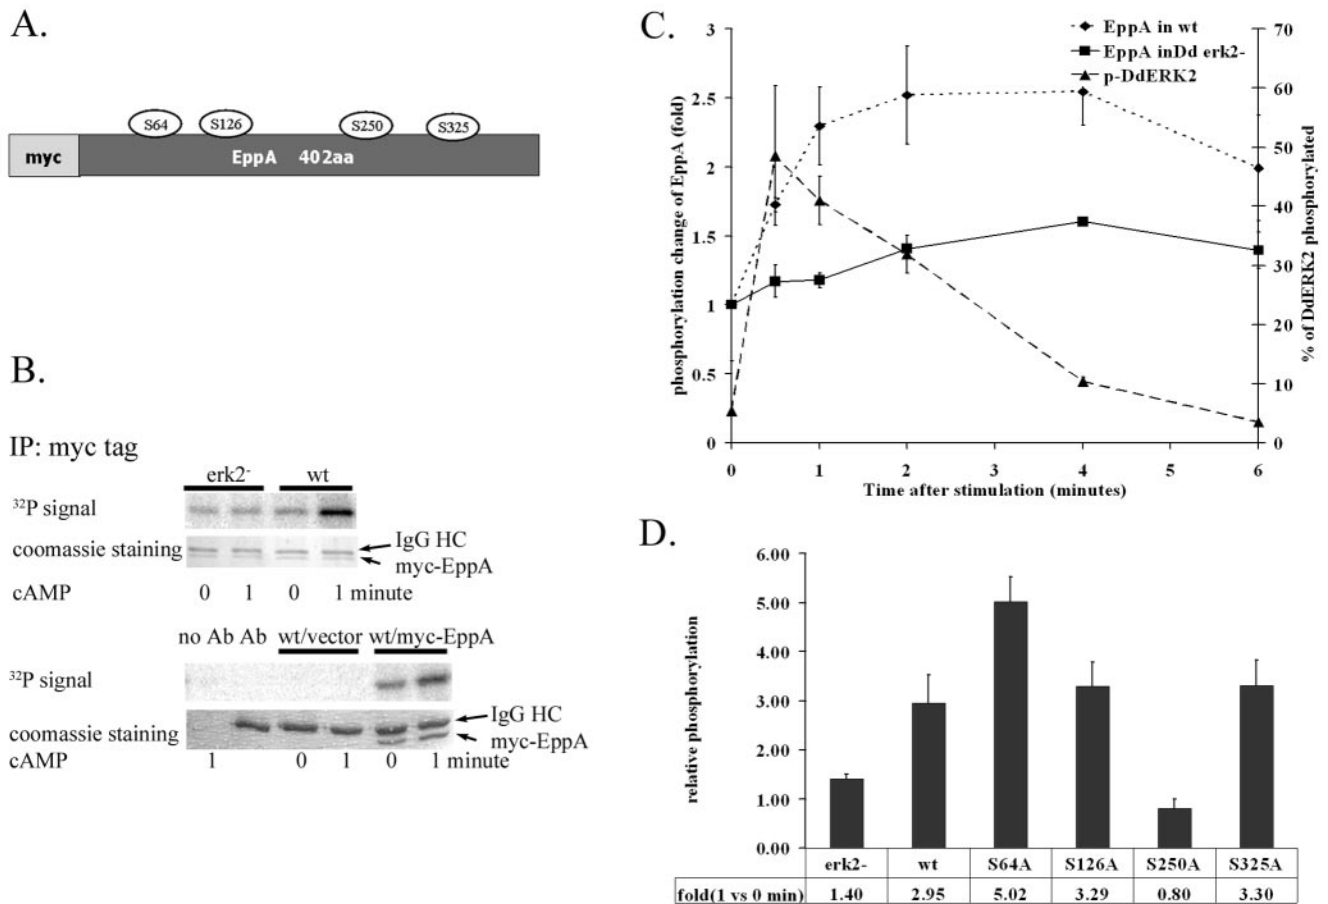 A.
S64 S126 S250 S325
myc EppA 402aa
B.
IP: myc tag
erk2- wt
32P signal
coomassie staining
IgG HC
myc-EppA
cAMP 0 1 0 1 minute
no Ab Ab wt/vector wt/myc-EppA
32P signal
coomassie staining
IgG HC
myc-EppA
cAMP 1 0 1 0 1 minute
C.
EppA in wt
EppA inDd erk2-
p-DdERK2
phosphorylation change of EppA (fold)
3
2.5
2
1.5
1
0.5
0
70
60
50
40
30
20
10
0
% of DdERK2 phosphorylated
0 1 2 3 4 5 6
Time after stimulation (minutes)
D.
relative phosphorylation
6.00
5.00
4.00
3.00
2.00
1.00
0.00
erk2- wt S64A S126A S250A S325A
fold(1 vs 0 min) 1.40 2.95 5.02 3.29 0.80 3.30